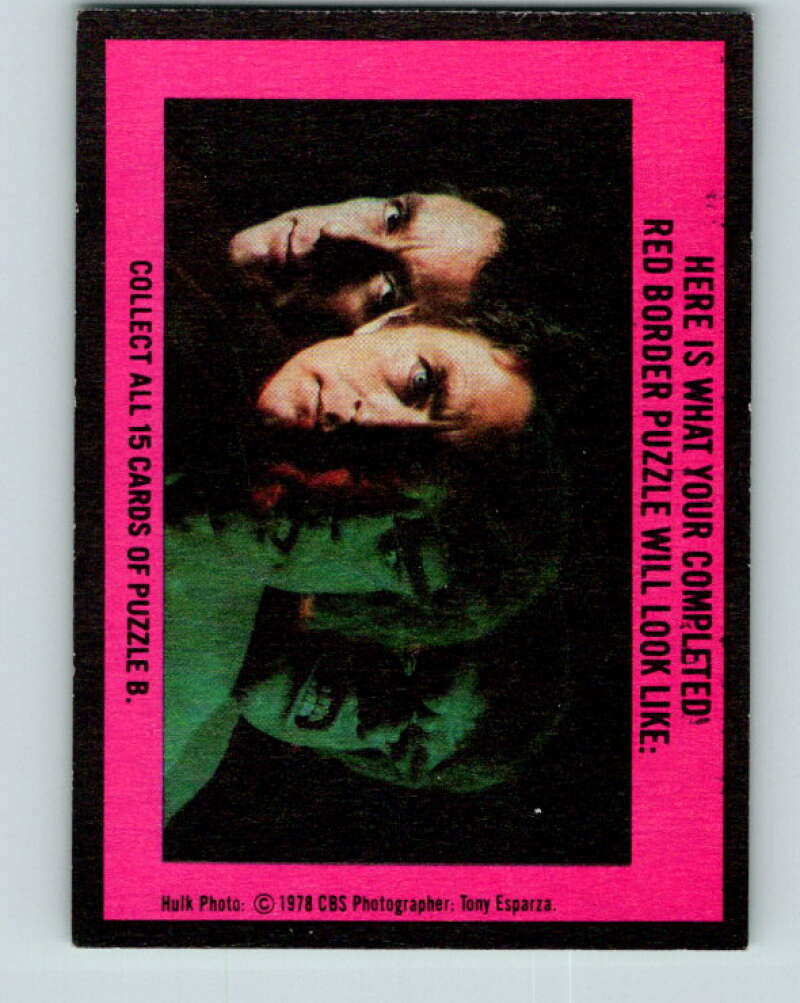 HERE IS WHAT YOUR COMPLETED
RED BORDER PUZZLE WILL LOOK LIKE:
COLLECT ALL 15 CARDS OF PUZZLE B.
Hulk Photo: © 1978 CBS Photographer: Tony Esparza.